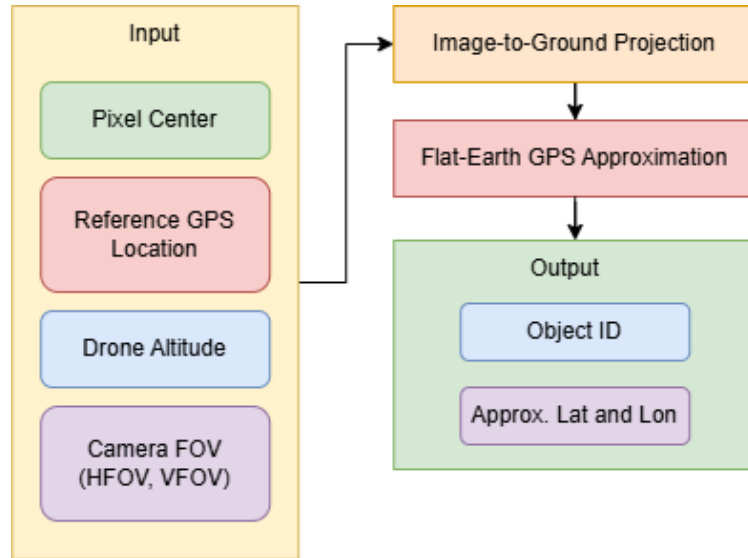 Input
Pixel Center
Reference GPS
Location
Drone Altitude
Camera FOV
(HFOV, VFOV)
Image-to-Ground Projection
Flat-Earth GPS Approximation
Output
Object ID
Approx. Lat and Lon